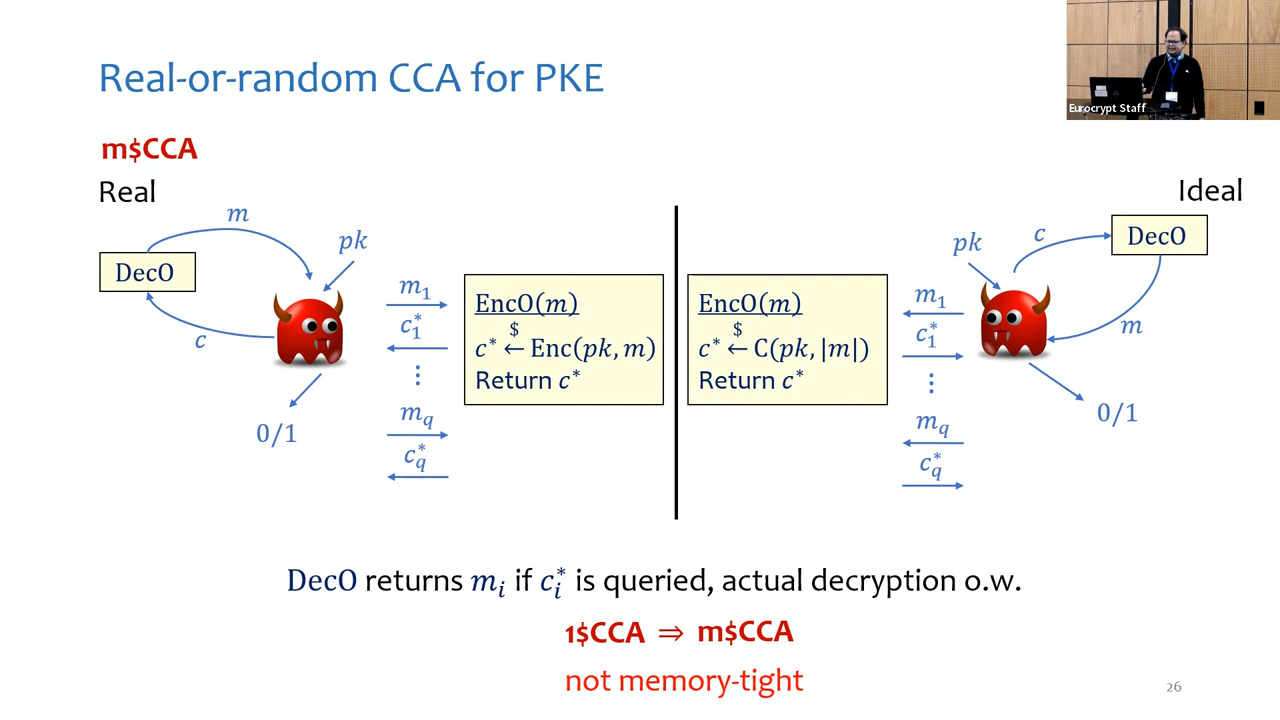 Real-or-random CCA for PKE
Eurocrypt Staff
m$CCA
Real
Ideal
m
DecO
c
pk
0/1
m₁
c₁*
⋮
m_q
c_q*
EncO(m)
c* ←$ Enc(pk, m)
Return c*
EncO(m)
c* ←$ C(pk, |m|)
Return c*
pk
c
DecO
m
m₁
c₁*
⋮
m_q
c_q*
0/1
DecO returns mᵢ if cᵢ* is queried, actual decryption o.w.
1$CCA ⇒ m$CCA
not memory-tight
26